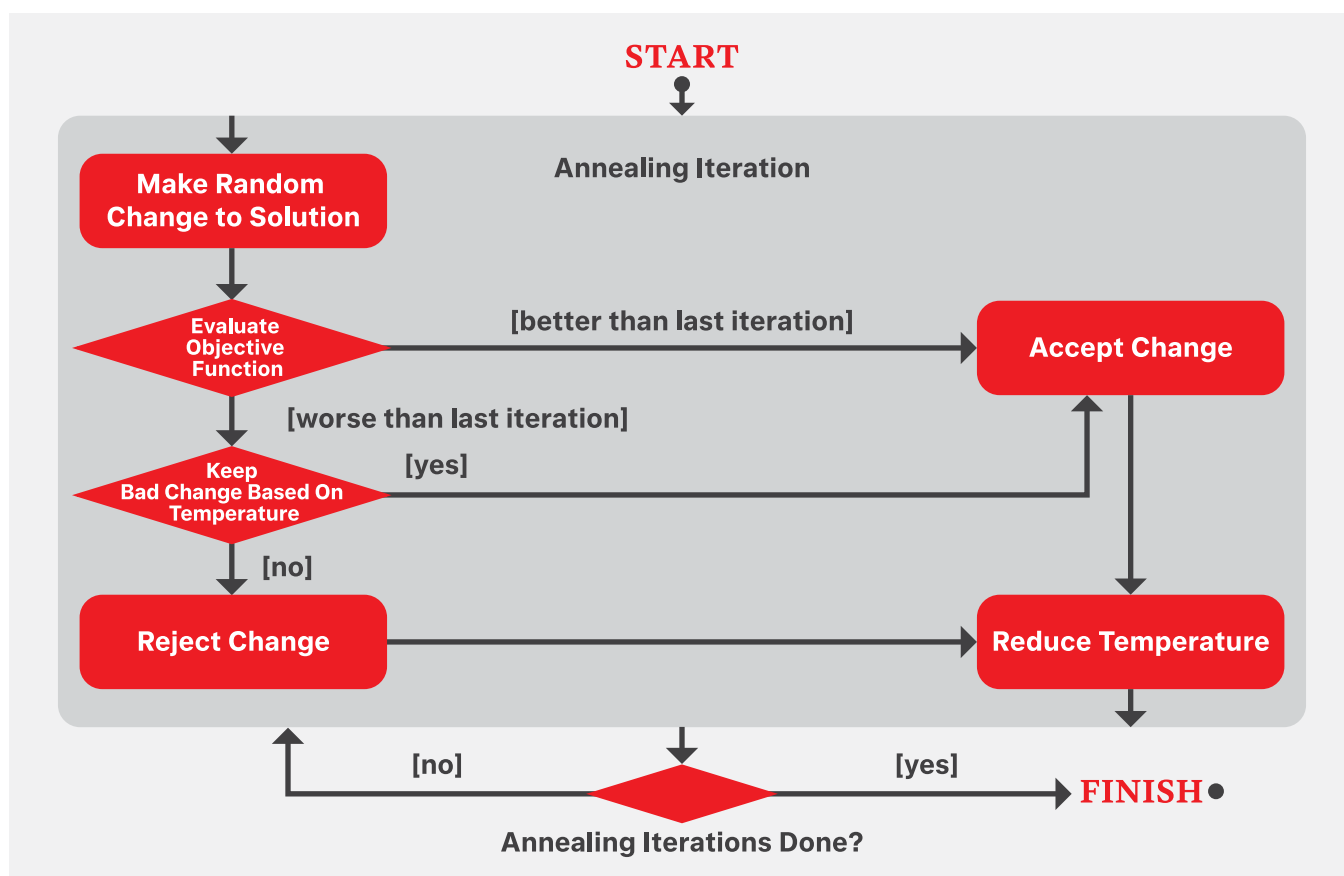 START
Annealing Iteration
Make Random
Change to Solution
Evaluate
Objective
Function
[better than last iteration]
Accept Change
[worse than last iteration]
Keep
Bad Change Based On
Temperature
[yes]
[no]
Reject Change
Reduce Temperature
[no]
[yes]
FINISH
Annealing Iterations Done?